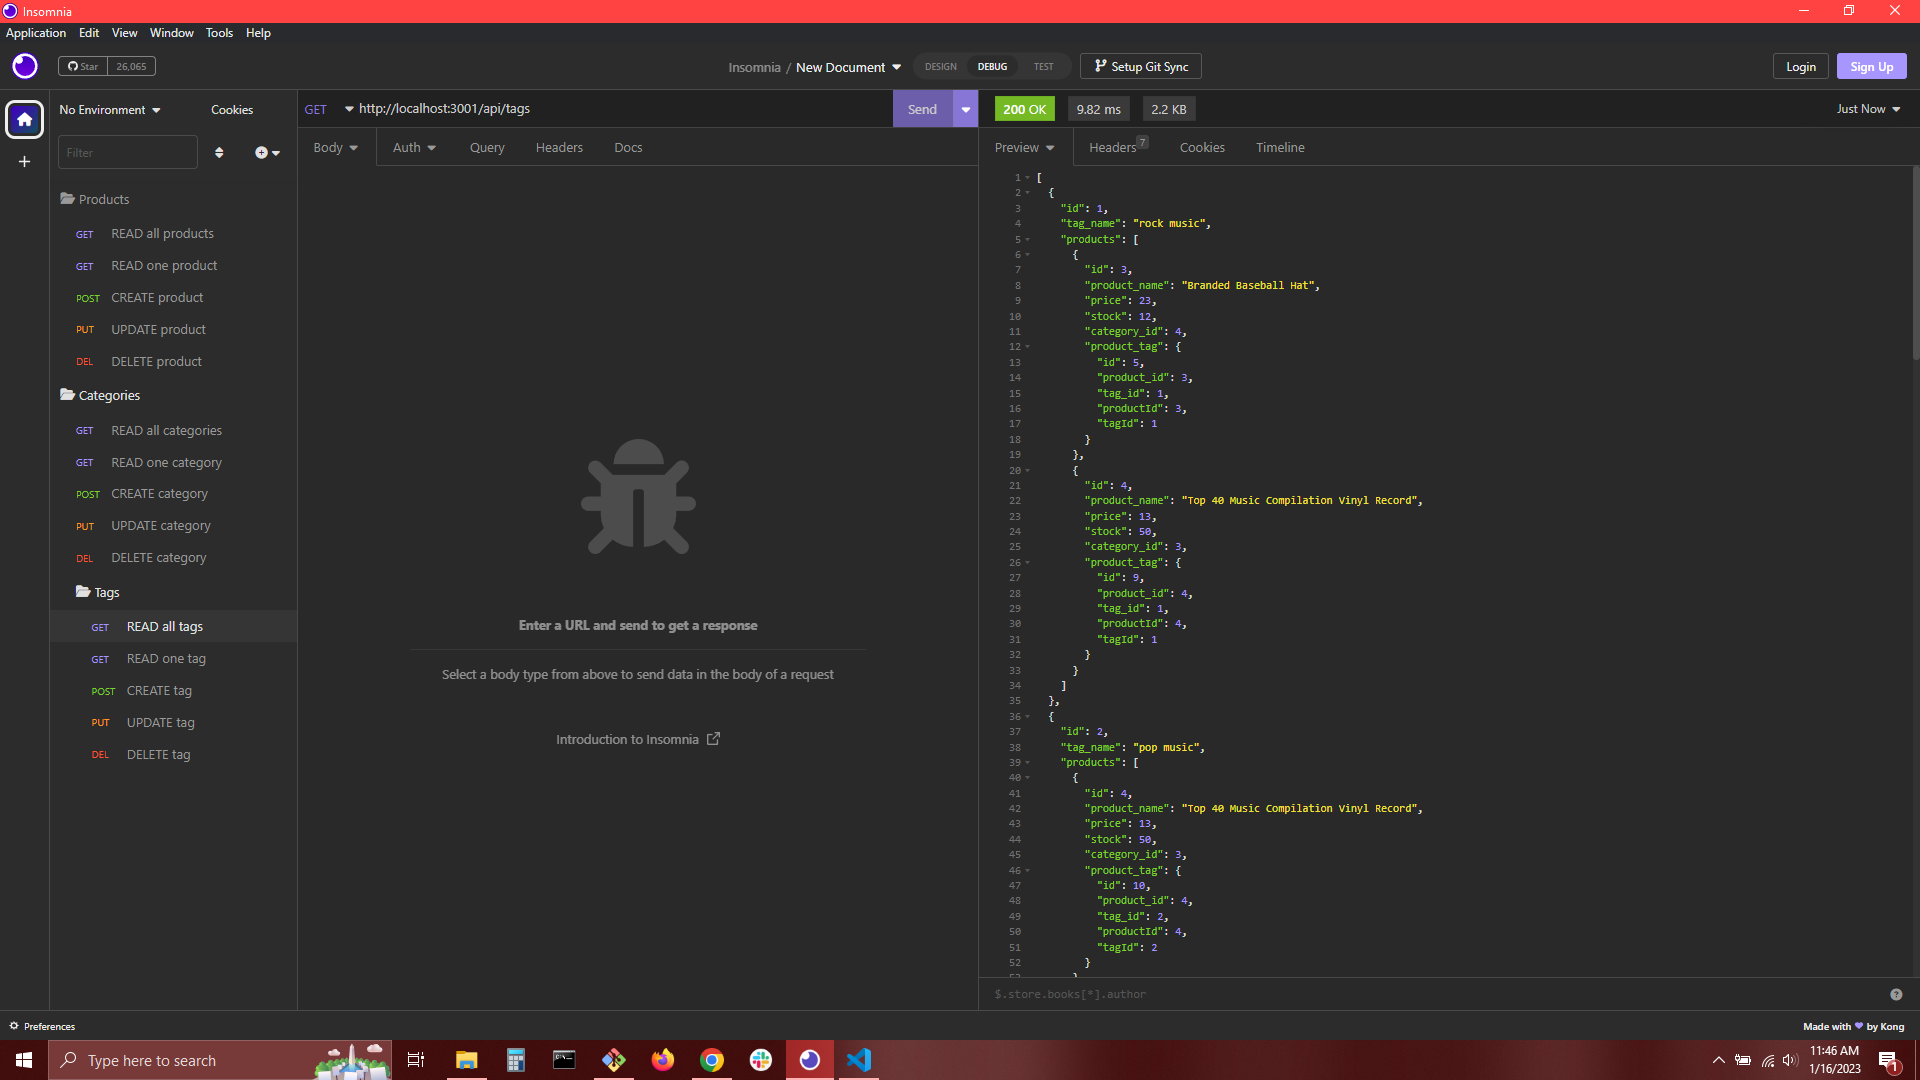 Insomnia
Application Edit View Window Tools Help
Star 26,065
Insomnia / New Document
DESIGN DEBUG TEST
Setup Git Sync
Login Sign Up
No Environment Cookies
Filter
Products
GET READ all products
GET READ one product
POST CREATE product
PUT UPDATE product
DEL DELETE product
Categories
GET READ all categories
GET READ one category
POST CREATE category
PUT UPDATE category
DEL DELETE category
Tags
GET READ all tags
GET READ one tag
POST CREATE tag
PUT UPDATE tag
DEL DELETE tag
GET http://localhost:3001/api/tags Send
Body Auth Query Headers Docs
Enter a URL and send to get a response
Select a body type from above to send data in the body of a request
Introduction to Insomnia
200 OK 9.82 ms 2.2 KB Just Now
Preview Headers 7 Cookies Timeline
1 [
2 {
3 "id": 1,
4 "tag_name": "rock music",
5 "products": [
6 {
7 "id": 3,
8 "product_name": "Branded Baseball Hat",
9 "price": 23,
10 "stock": 12,
11 "category_id": 4,
12 "product_tag": {
13 "id": 5,
14 "product_id": 3,
15 "tag_id": 1,
16 "productId": 3,
17 "tagId": 1
18 }
19 },
20 {
21 "id": 4,
22 "product_name": "Top 40 Music Compilation Vinyl Record",
23 "price": 13,
24 "stock": 50,
25 "category_id": 3,
26 "product_tag": {
27 "id": 9,
28 "product_id": 4,
29 "tag_id": 1,
30 "productId": 4,
31 "tagId": 1
32 }
33 }
34 ]
35 },
36 {
37 "id": 2,
38 "tag_name": "pop music",
39 "products": [
40 {
41 "id": 4,
42 "product_name": "Top 40 Music Compilation Vinyl Record",
43 "price": 13,
44 "stock": 50,
45 "category_id": 3,
46 "product_tag": {
47 "id": 10,
48 "product_id": 4,
49 "tag_id": 2,
50 "productId": 4,
51 "tagId": 2
52 }
$.store.books[*].author
Preferences
Made with by Kong
Type here to search
11:46 AM
1/16/2023
1